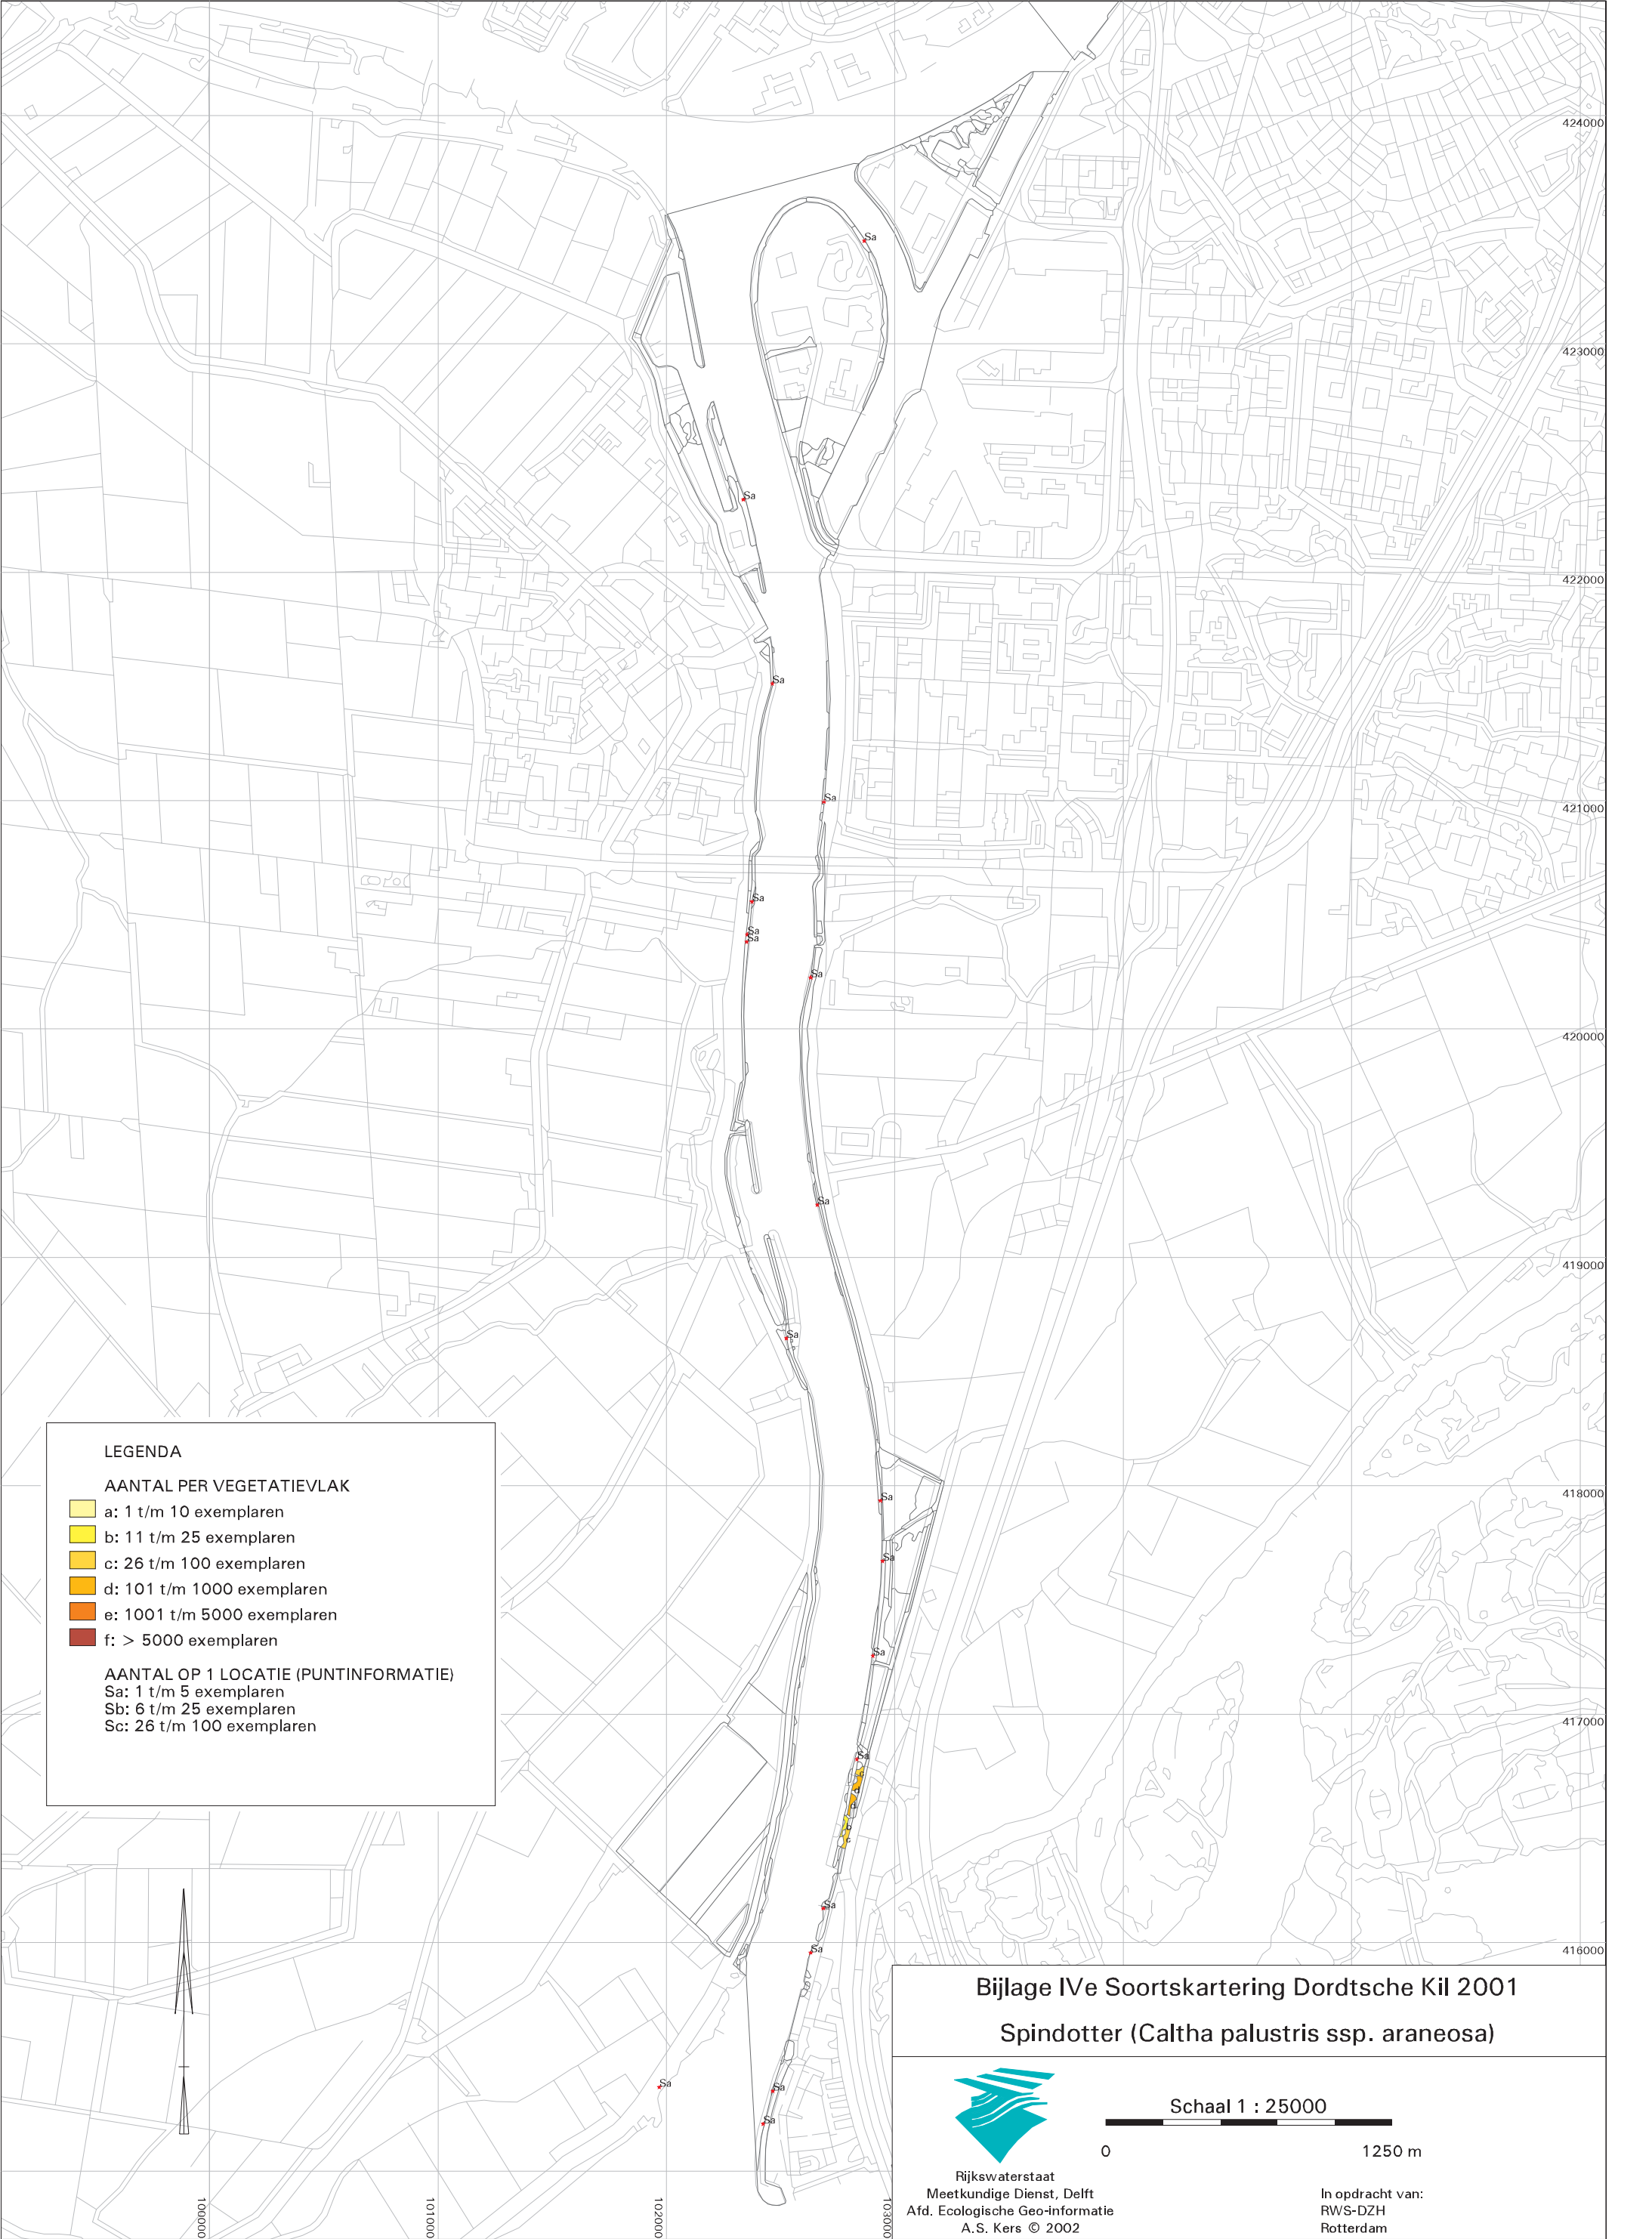 424000
Sa
423000
Sa
422000
Sa
Sa
421000
Sa
Sa
Sa
Sa
420000
Sa
419000
Sa
418000
Sa
Sa
Sa
417000
Sa
c
d
d
b
c
Sa
Sa
416000
Sa
Sa
Sa
LEGENDA
AANTAL PER VEGETATIEVLAK
a: 1 t/m 10 exemplaren
b: 11 t/m 25 exemplaren
c: 26 t/m 100 exemplaren
d: 101 t/m 1000 exemplaren
e: 1001 t/m 5000 exemplaren
f: > 5000 exemplaren
AANTAL OP 1 LOCATIE (PUNTINFORMATIE)
Sa: 1 t/m 5 exemplaren
Sb: 6 t/m 25 exemplaren
Sc: 26 t/m 100 exemplaren
Bijlage IVe Soortskartering Dordtsche Kil 2001
Spindotter (Caltha palustris ssp. araneosa)
Schaal 1 : 25000
0 1250 m
Rijkswaterstaat
Meetkundige Dienst, Delft
Afd. Ecologische Geo-informatie
A.S. Kers © 2002
In opdracht van:
RWS-DZH
Rotterdam
100000
101000
102000
103000